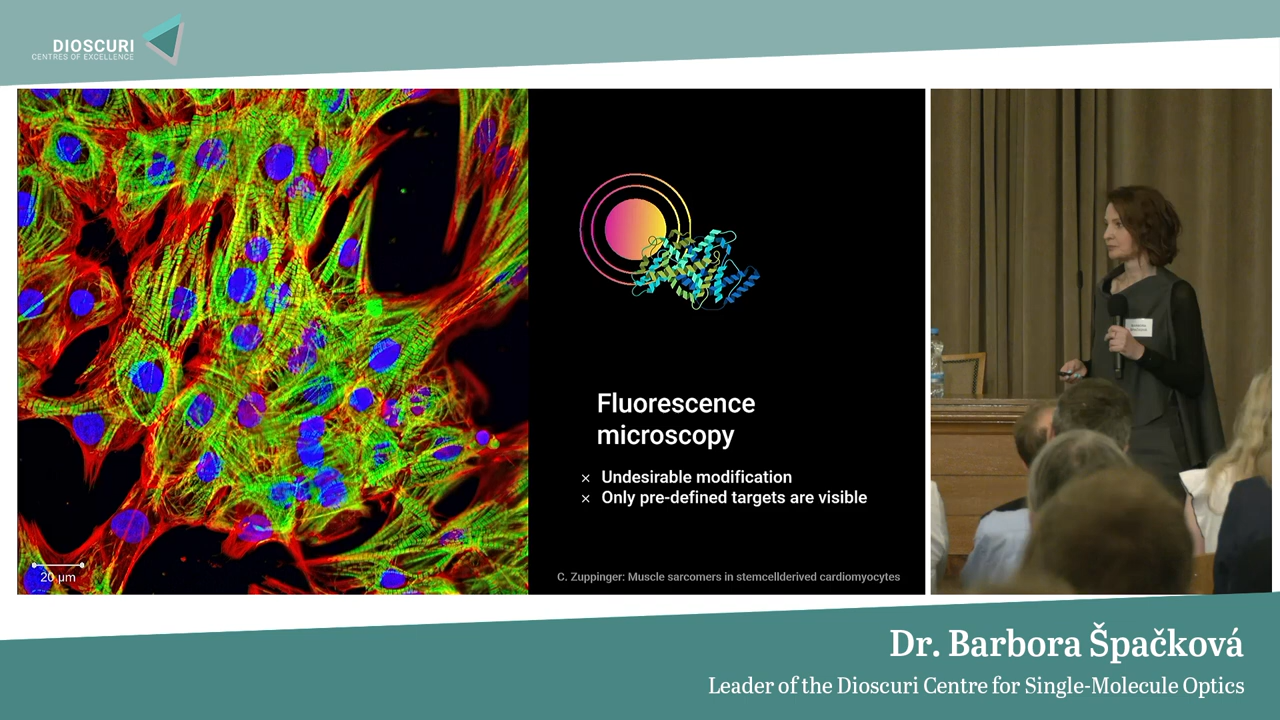 DIOSCURI
CENTRES OF EXCELLENCE
20 µm
Fluorescence
microscopy
× Undesirable modification
× Only pre-defined targets are visible
C. Zuppinger: Muscle sarcomers in stemcellderived cardiomyocytes
Dr. Barbora Špačková
Leader of the Dioscuri Centre for Single-Molecule Optics